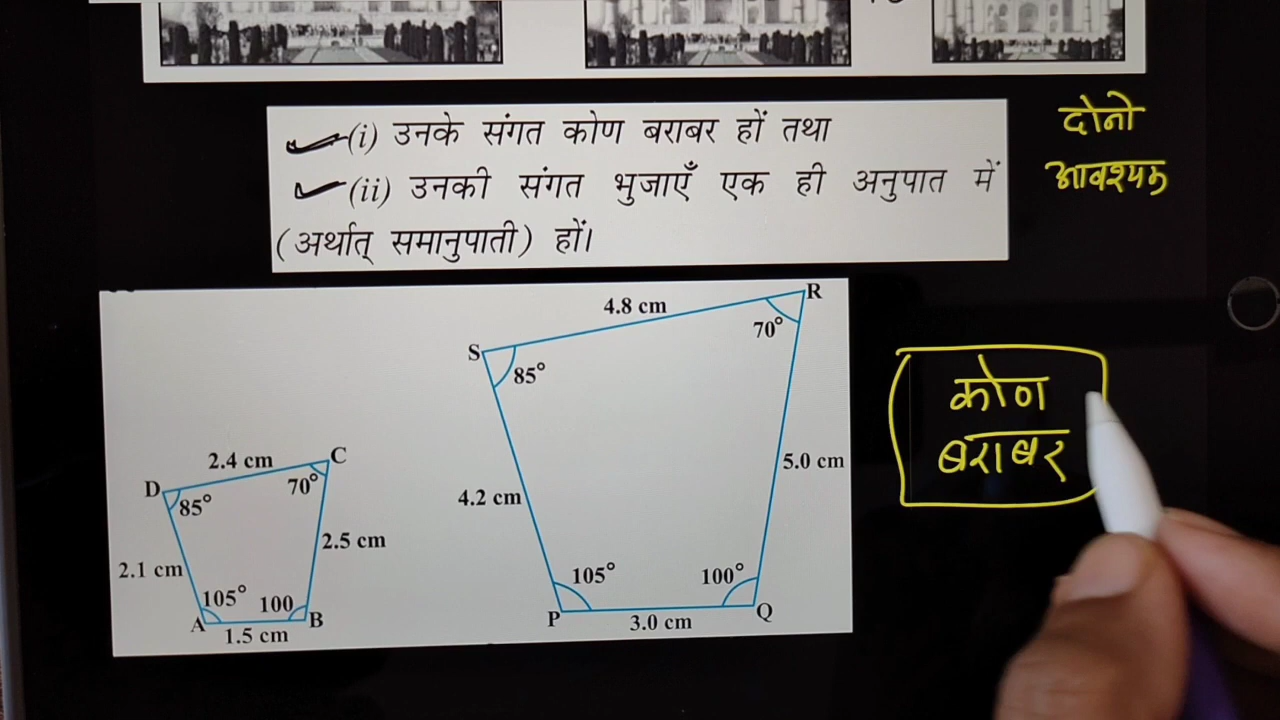 (i) उनके संगत कोण बराबर हों तथा
(ii) उनकी संगत भुजाएँ एक ही अनुपात में
(अर्थात् समानुपाती) हों।
दोनो
आवश्यक
4.8 cm
R
S
70°
85°
कोण
बराबर
2.4 cm
C
D
70°
85°
4.2 cm
5.0 cm
2.1 cm
2.5 cm
105°
100
A
B
1.5 cm
105°
100°
P
Q
3.0 cm